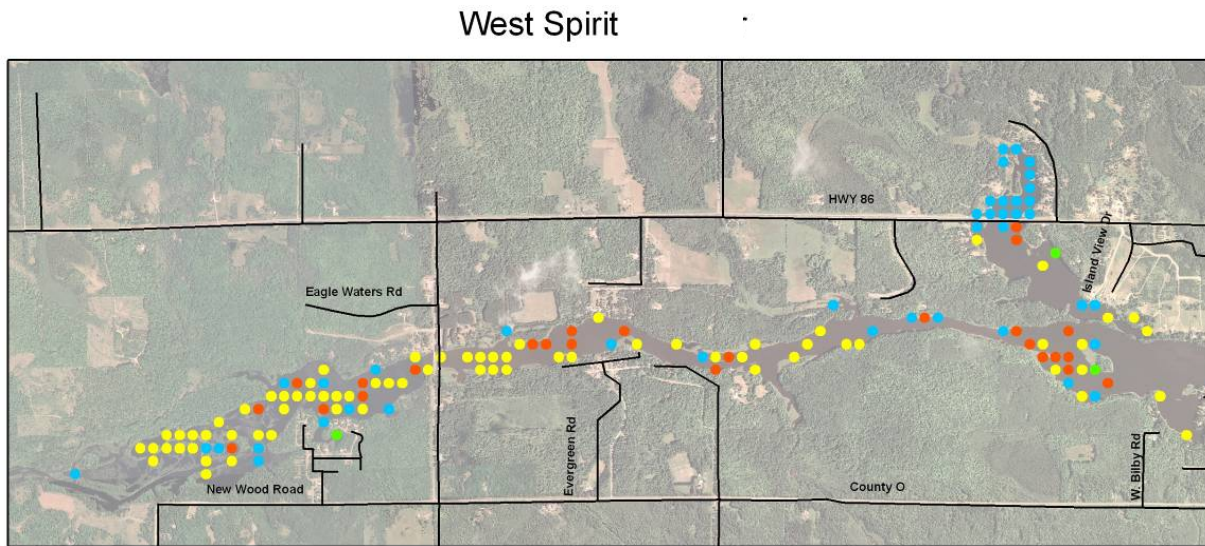 West Spirit
HWY 86
Island View Dr
Eagle Waters Rd
Evergreen Rd
W. Bilby Rd
New Wood Road
County O